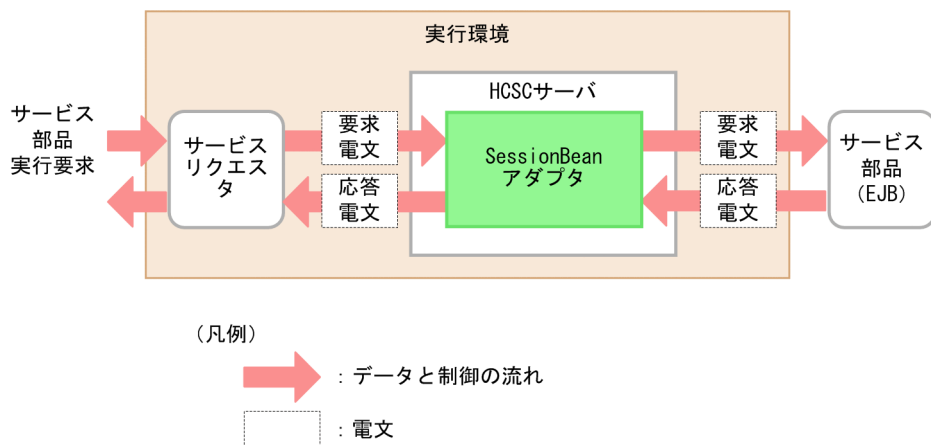 実行環境
HCSCサーバ
サービス
部品
実行要求
サービス
リクエス
タ
要求
電文
応答
電文
SessionBean
アダプタ
要求
電文
応答
電文
サービス
部品
(EJB)
(凡例)
：データと制御の流れ
：電文